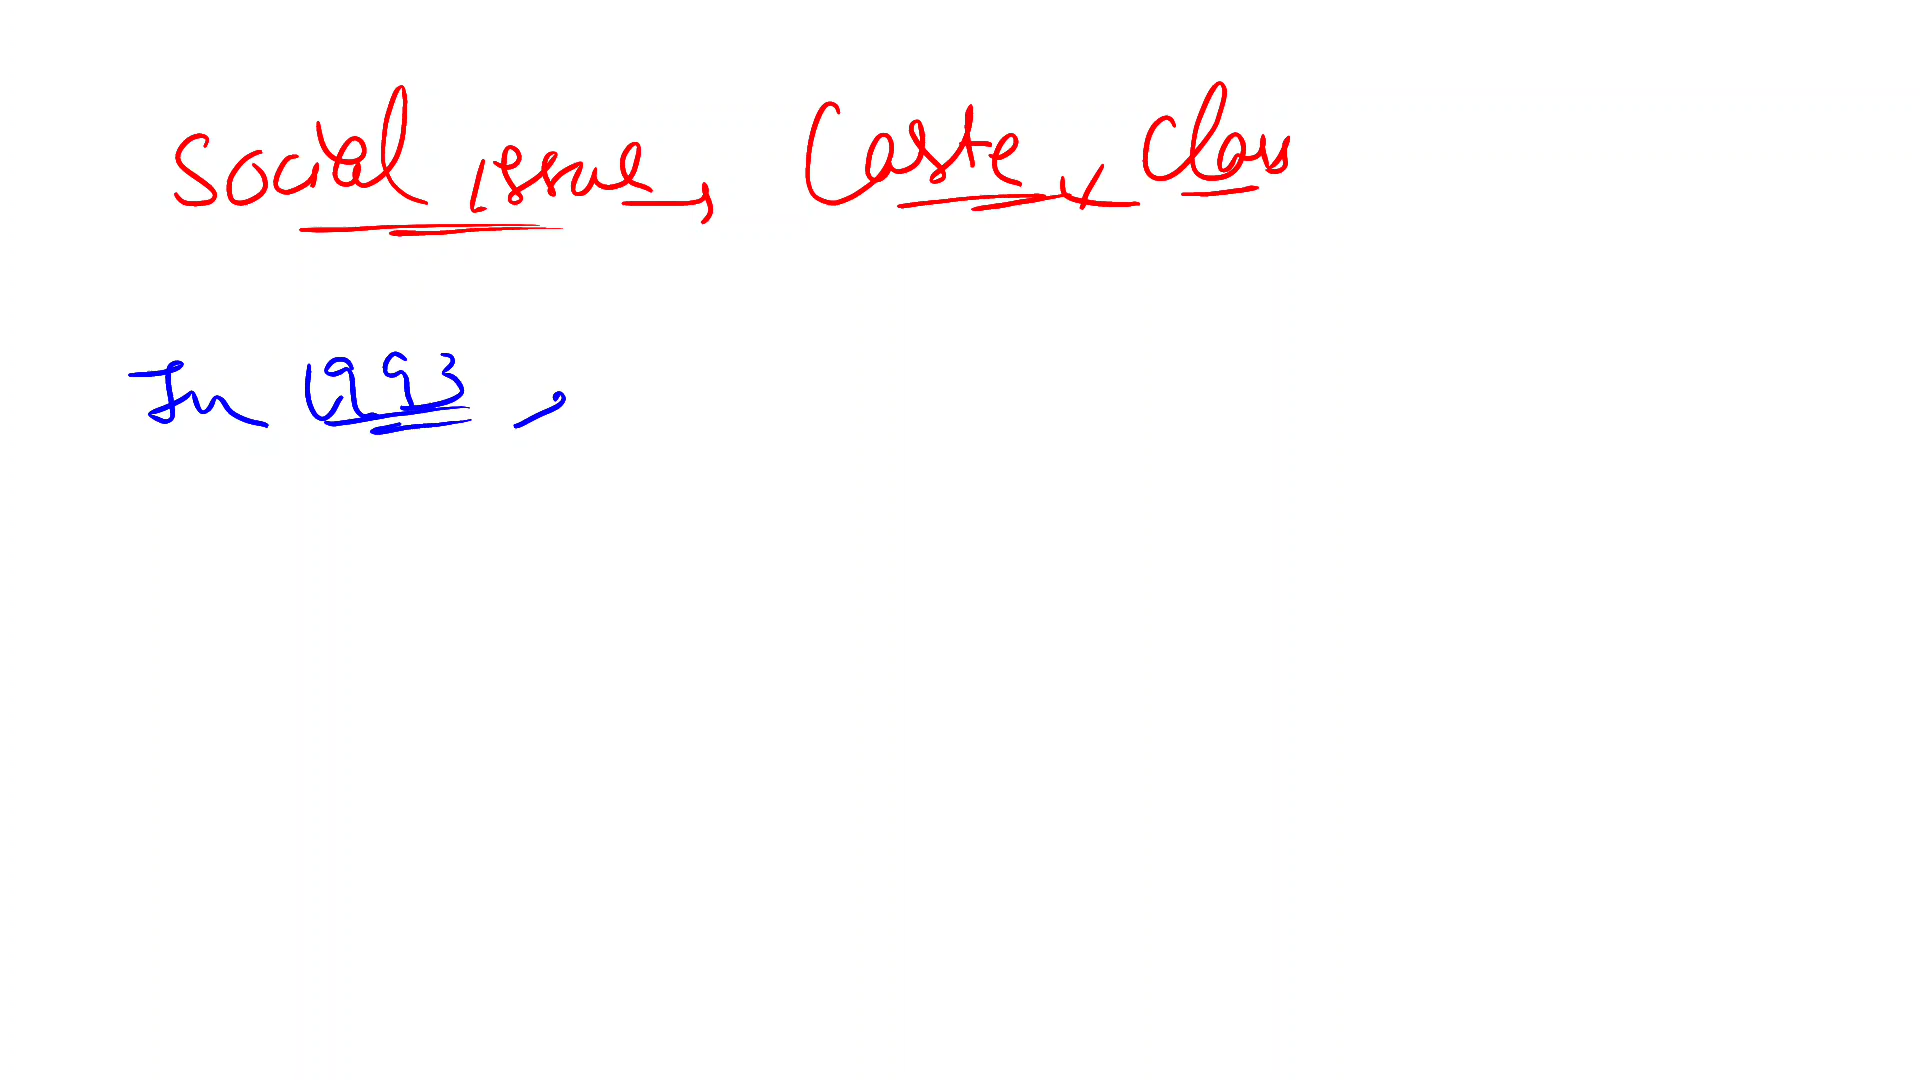 Social issue, Caste, Class
In 1993,